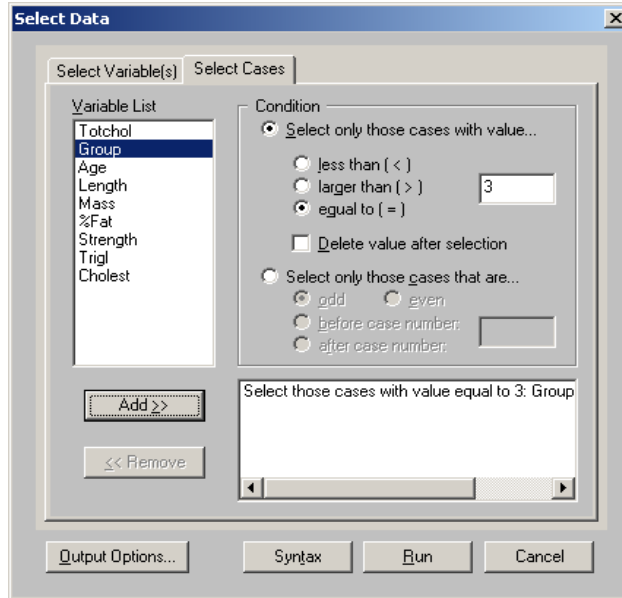 Select Data
Select Variable(s) Select Cases
Variable List
Totchol
Group
Age
Length
Mass
%Fat
Strength
Trigl
Cholest
Condition
Select only those cases with value...
less than ( < )
larger than ( > )
equal to ( = )
3
Delete value after selection
Select only those cases that are...
odd even
before case number:
after case number:
Add >>
<< Remove
Select those cases with value equal to 3: Group
Output Options... Syntax Run Cancel